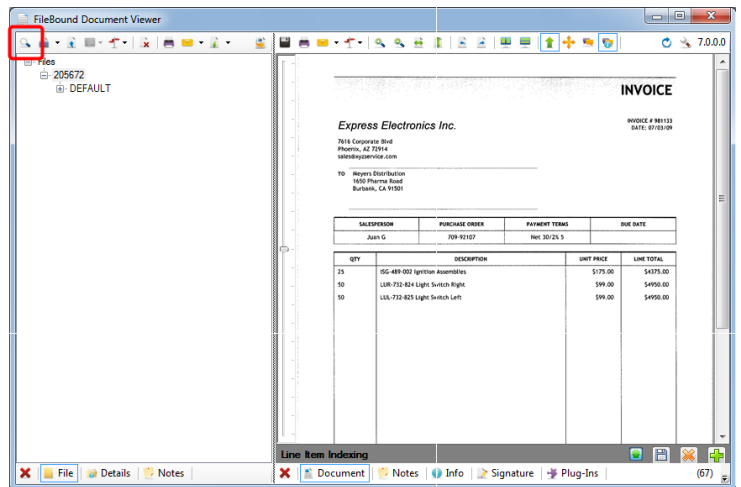 FileBound Document Viewer
7.0.0.0
Files
205672
DEFAULT
INVOICE
Express Electronics Inc.
INVOICE # 981133
DATE: 07/03/09
7616 Corporate Blvd
Phoenix, AZ 72914
sales@xyzservice.com
TO Meyers Distribution
1650 Pharma Road
Burbank, CA 91501
SALESPERSON PURCHASE ORDER PAYMENT TERMS DUE DATE
Juan G 709-92107 Net 30/2% 5
QTY DESCRIPTION UNIT PRICE LINE TOTAL
25 ISG-489-002 Ignition Assemblies $175.00 $4375.00
50 LUR-732-824 Light Switch Right $99.00 $4950.00
50 LUL-732-825 Light Switch Left $99.00 $4950.00
Line Item Indexing
File Details Notes Document Notes Info Signature Plug-Ins (67)